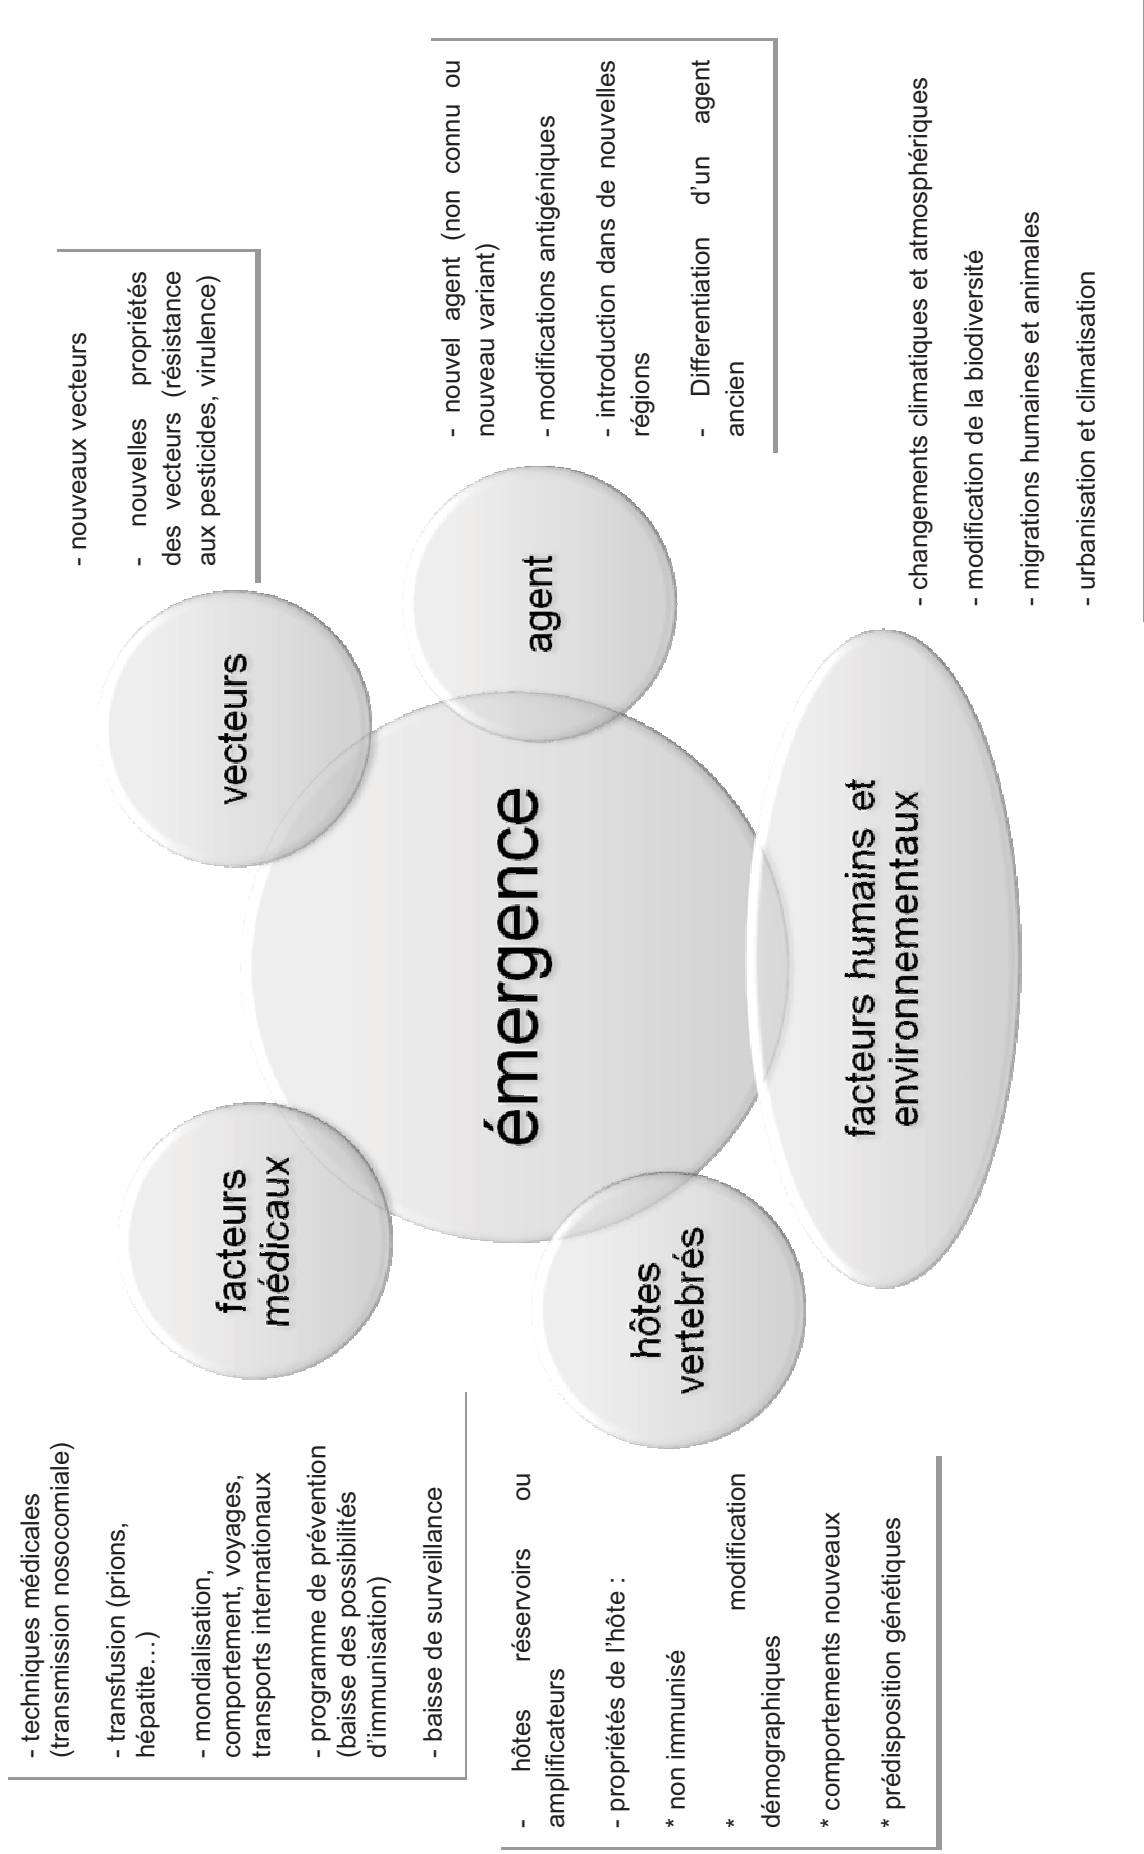 - techniques médicales
(transmission nosocomiale)
- transfusion (prions,
hépatite…)
- mondialisation,
comportement, voyages,
transports internationaux
- programme de prévention
(baisse des possibilités
d'immunisation)
- baisse de surveillance
facteurs
médicaux
vecteurs
- nouveaux vecteurs
- nouvelles propriétés
des vecteurs (résistance
aux pesticides, virulence)
émergence
agent
- nouvel agent (non connu ou
nouveau variant)
- modifications antigéniques
- introduction dans de nouvelles
régions
- Differentiation d'un agent
ancien
- hôtes réservoirs ou
amplificateurs
- propriétés de l'hôte :
* non immunisé
* modification
démographiques
* comportements nouveaux
* prédisposition génétiques
hôtes
vertebrés
facteurs humains et
environnementaux
- changements climatiques et atmosphériques
- modification de la biodiversité
- migrations humaines et animales
- urbanisation et climatisation